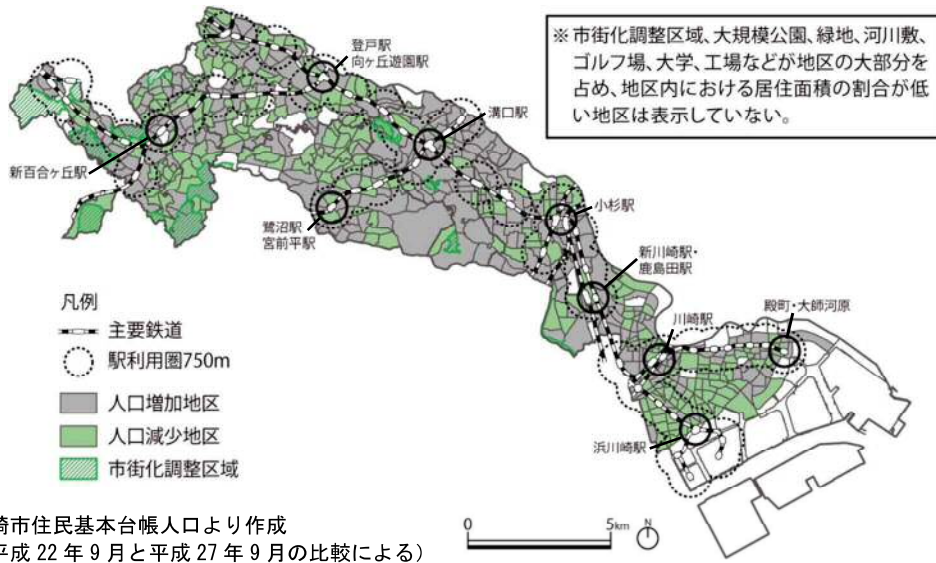 登戸駅
向ヶ丘遊園駅
※市街化調整区域、大規模公園、緑地、河川敷、
ゴルフ場、大学、工場などが地区の大部分を
占め、地区内における居住面積の割合が低
い地区は表示していない。
溝口駅
新百合ヶ丘駅
鷺沼駅
宮前平駅
小杉駅
新川崎駅・
鹿島田駅
川崎駅
殿町・大師河原
浜川崎駅
凡例
主要鉄道
駅利用圏750m
人口増加地区
人口減少地区
市街化調整区域
崎市住民基本台帳人口より作成
平成 22 年 9 月と平成 27 年 9 月の比較による）
0 5km
N